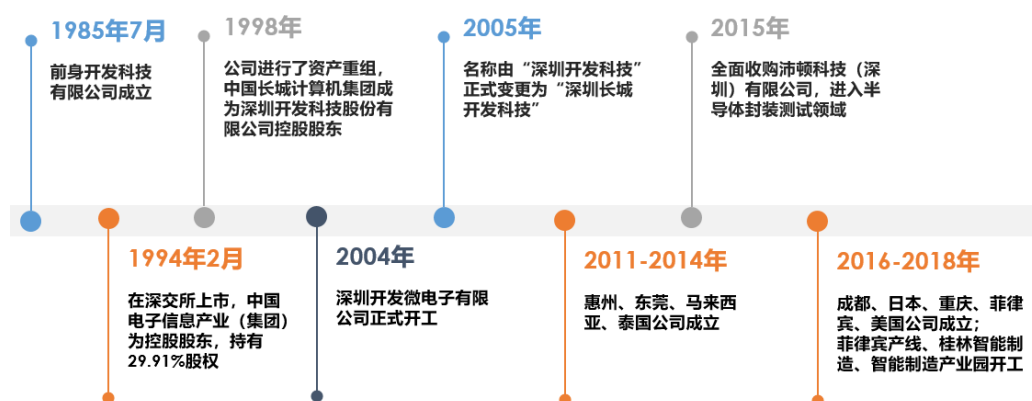 1985年7月
前身开发科技
有限公司成立
1998年
公司进行了资产重组，
中国长城计算机集团成
为深圳开发科技股份有
限公司控股股东
2005年
名称由“深圳开发科技”
正式变更为“深圳长城
开发科技”
2015年
全面收购沛顿科技（深
圳）有限公司，进入半
导体封装测试领域
1994年2月
在深交所上市，中国
电子信息产业（集团）
为控股股东，持有
29.91%股权
2004年
深圳开发微电子有限
公司正式开工
2011-2014年
惠州、东莞、马来西
亚、泰国公司成立
2016-2018年
成都、日本、重庆、菲律
宾、美国公司成立；
菲律宾产线、桂林智能制
造、智能制造产业园开工